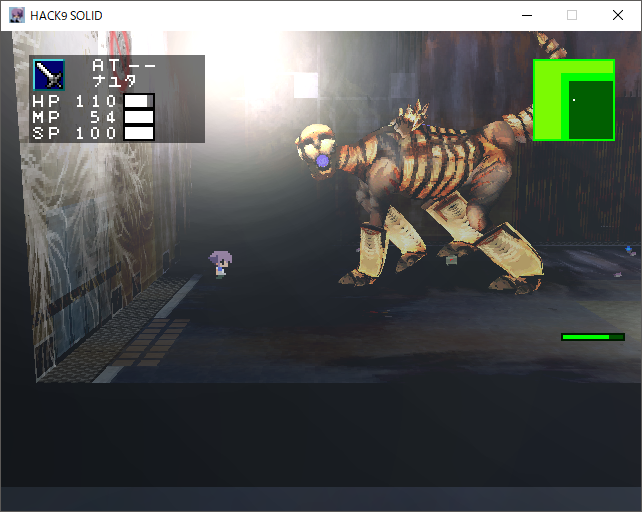 HACK9 SOLID
AT--
ナユタ
HP 110
MP 54
SP 100